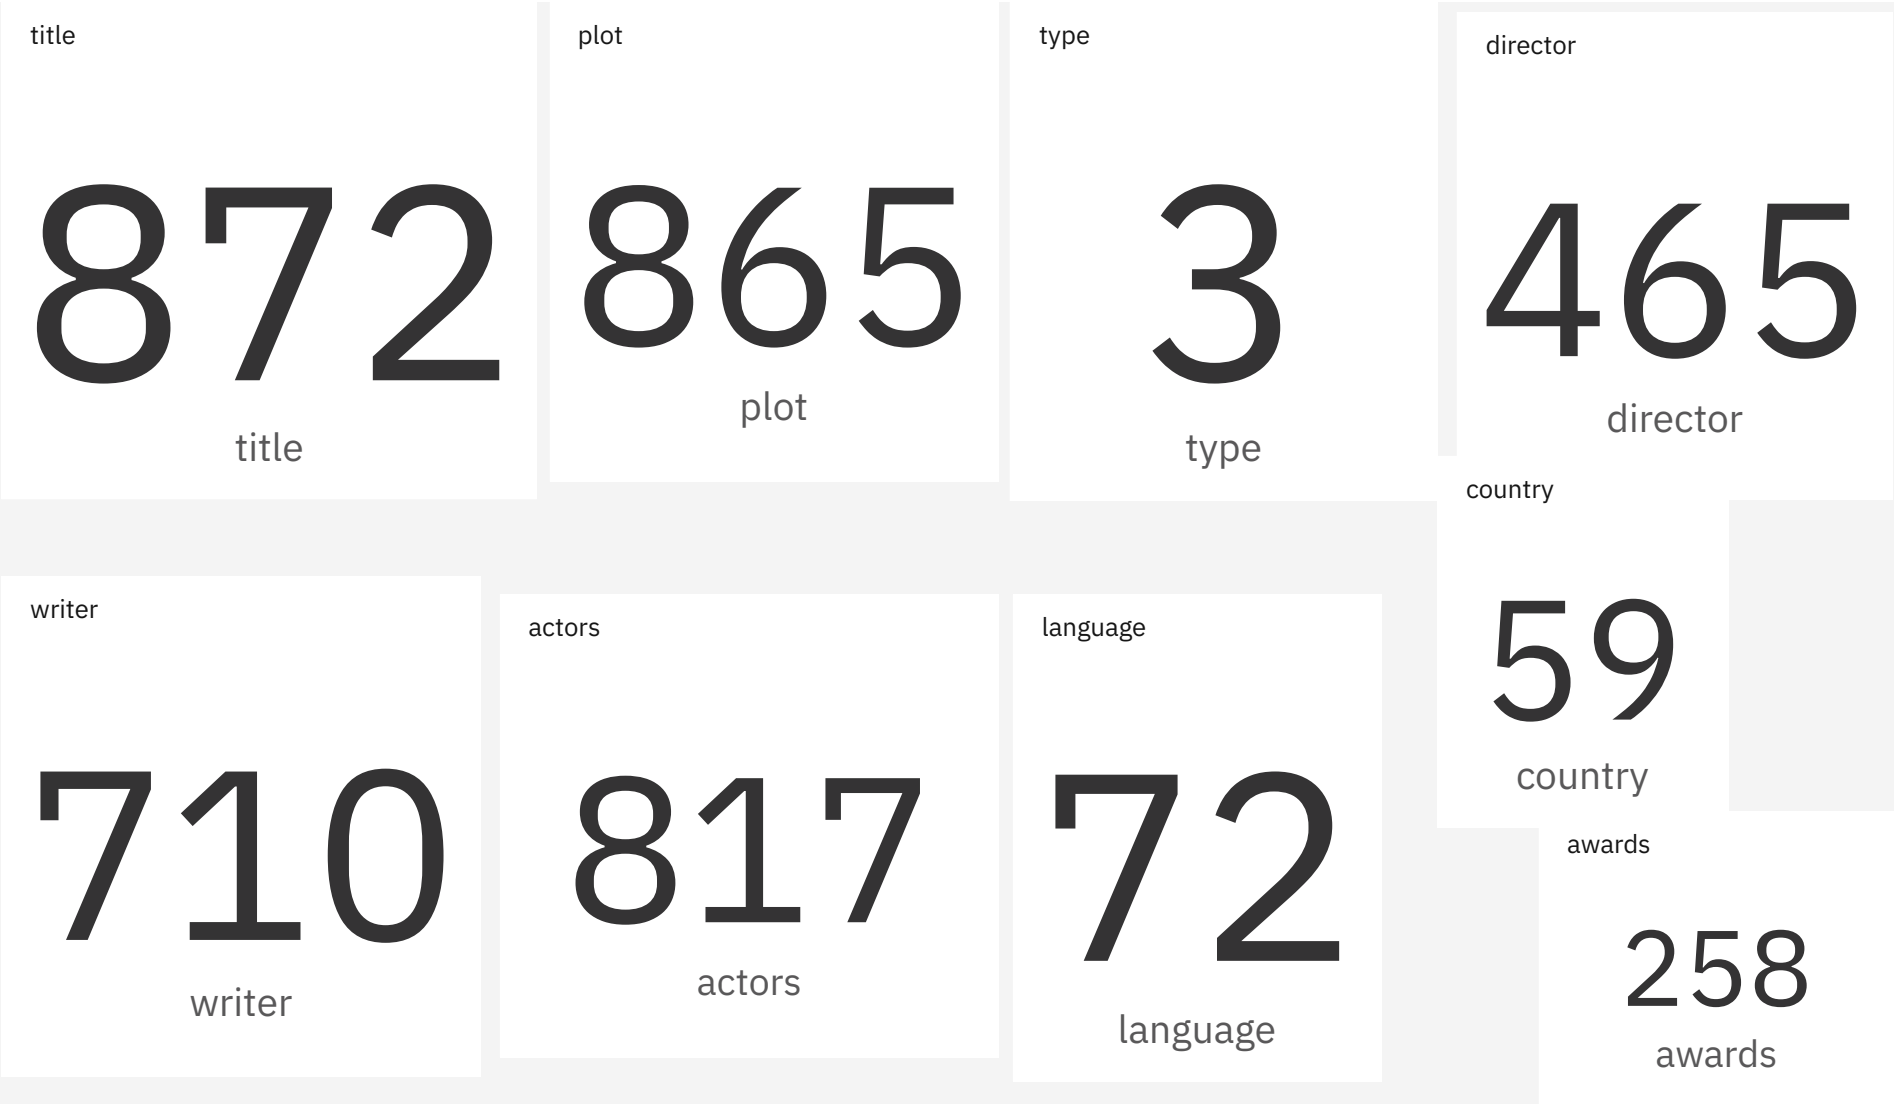 title
872
title
plot
865
plot
type
3
type
director
465
director
writer
710
writer
actors
817
actors
language
72
language
country
59
country
awards
258
awards